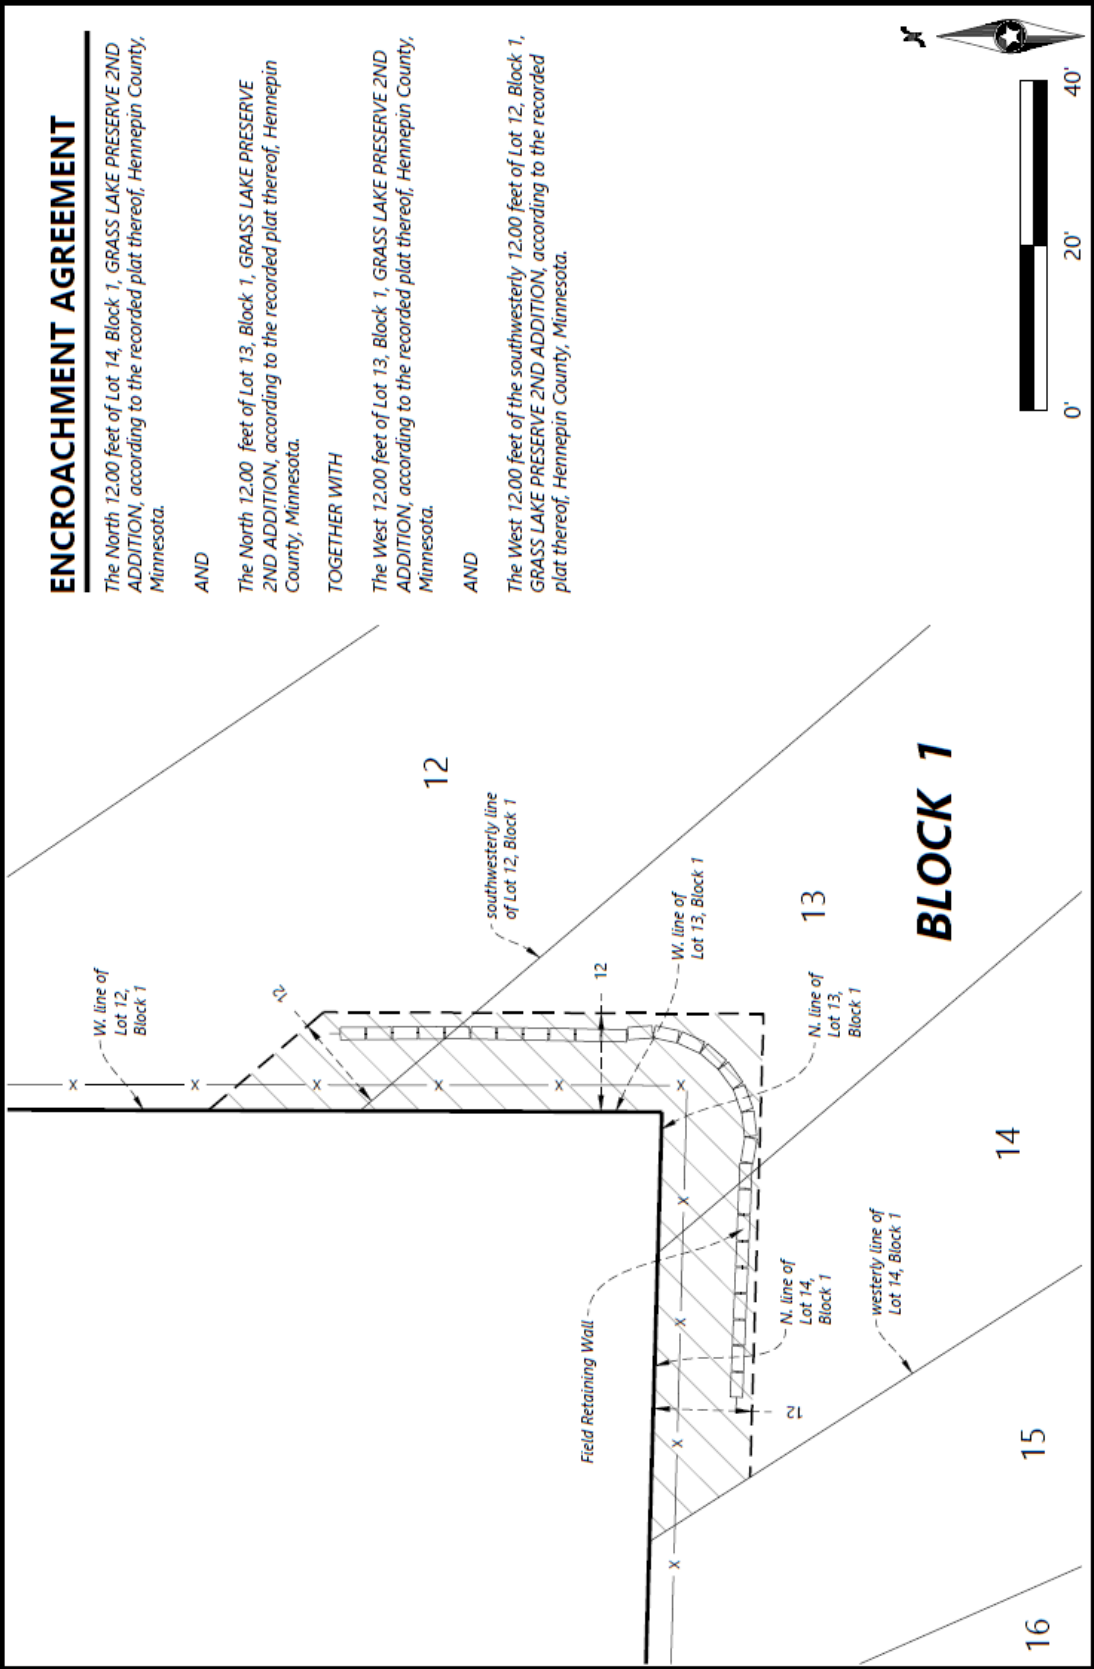 ENCROACHMENT AGREEMENT
The North 12.00 feet of Lot 14, Block 1, GRASS LAKE PRESERVE 2ND
ADDITION, according to the recorded plat thereof, Hennepin County,
Minnesota.
AND
The North 12.00 feet of Lot 13, Block 1, GRASS LAKE PRESERVE
2ND ADDITION, according to the recorded plat thereof, Hennepin
County, Minnesota.
TOGETHER WITH
The West 12.00 feet of Lot 13, Block 1, GRASS LAKE PRESERVE 2ND
ADDITION, according to the recorded plat thereof, Hennepin County,
Minnesota.
AND
The West 12.00 feet of the southwesterly 12.00 feet of Lot 12, Block 1,
GRASS LAKE PRESERVE 2ND ADDITION, according to the recorded
plat thereof, Hennepin County, Minnesota.
N
0'
20'
40'
W. line of
Lot 12,
Block 1
12
12
southwesterly line
of Lot 12, Block 1
12
W. line of
Lot 13, Block 1
13
N. line of
Lot 13,
Block 1
BLOCK 1
Field Retaining Wall
N. line of
Lot 14,
Block 1
14
westerly line of
Lot 14, Block 1
12
15
16
x
x
x
x
x
x
x
x
x
x